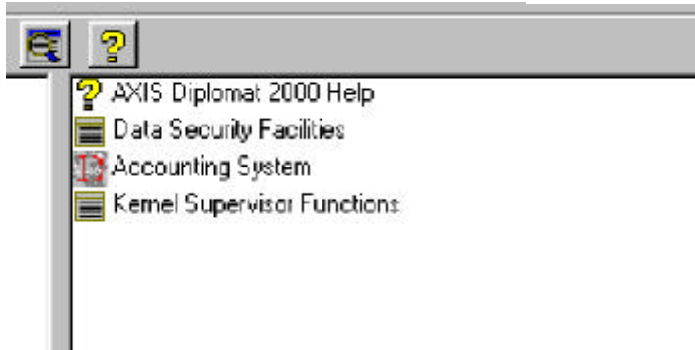 AXIS Diplomat 2000 Help
Data Security Facilities
Accounting System
Kernel Supervisor Functions